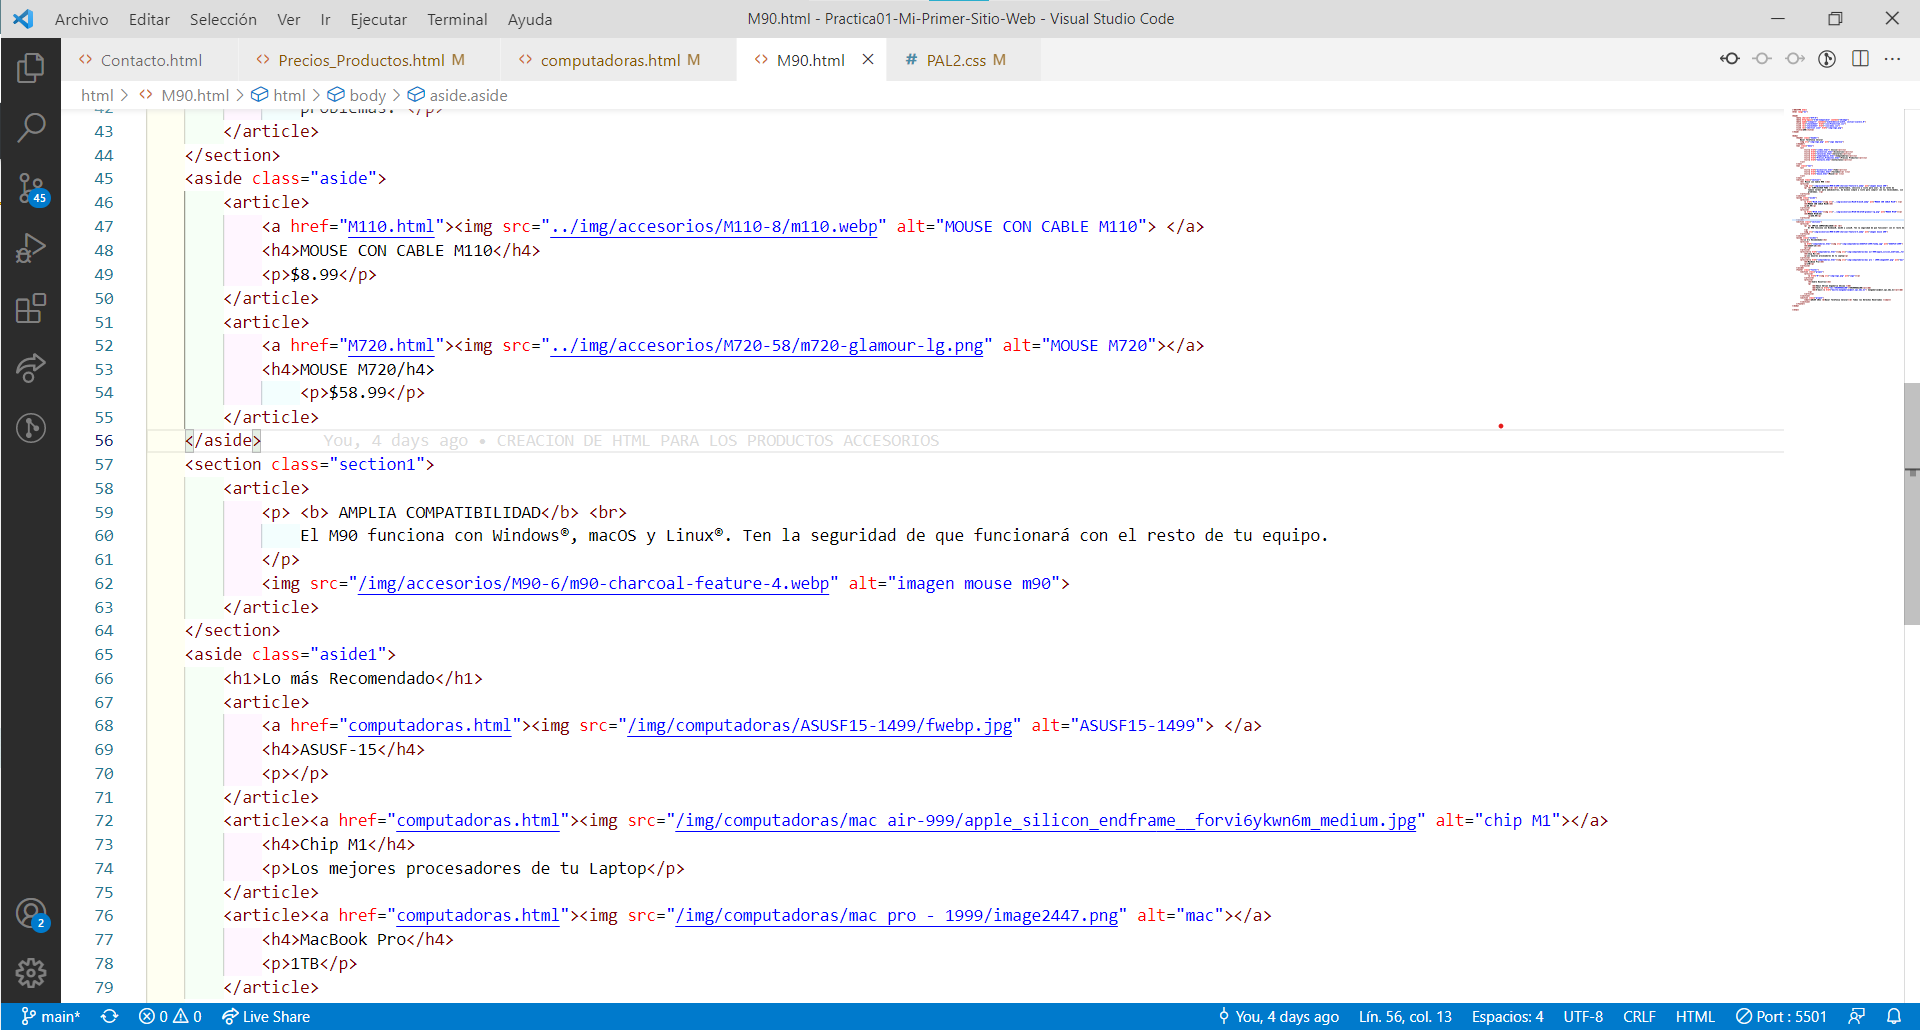 Archivo Editar Selección Ver Ir Ejecutar Terminal Ayuda M90.html - Practica01-Mi-Primer-Sitio-Web - Visual Studio Code
Contacto.html Precios_Productos.html M computadoras.html M M90.html # PAL2.css M
html > M90.html > html > body > aside.aside
42 problemas. </p>
43 </article>
44 </section>
45 <aside class="aside">
46 <article>
47 <a href="M110.html"><img src="../img/accesorios/M110-8/m110.webp" alt="MOUSE CON CABLE M110"> </a>
48 <h4>MOUSE CON CABLE M110</h4>
49 <p>$8.99</p>
50 </article>
51 <article>
52 <a href="M720.html"><img src="../img/accesorios/M720-58/m720-glamour-lg.png" alt="MOUSE M720"></a>
53 <h4>MOUSE M720/h4>
54 <p>$58.99</p>
55 </article>
56 </aside> You, 4 days ago • CREACION DE HTML PARA LOS PRODUCTOS ACCESORIOS
57 <section class="section1">
58 <article>
59 <p> <b> AMPLIA COMPATIBILIDAD</b> <br>
60 El M90 funciona con Windows®, macOS y Linux®. Ten la seguridad de que funcionará con el resto de tu equipo.
61 </p>
62 <img src="/img/accesorios/M90-6/m90-charcoal-feature-4.webp" alt="imagen mouse m90">
63 </article>
64 </section>
65 <aside class="aside1">
66 <h1>Lo más Recomendado</h1>
67 <article>
68 <a href="computadoras.html"><img src="/img/computadoras/ASUSF15-1499/fwebp.jpg" alt="ASUSF15-1499"> </a>
69 <h4>ASUSF-15</h4>
70 <p></p>
71 </article>
72 <article><a href="computadoras.html"><img src="/img/computadoras/mac air-999/apple_silicon_endframe__forvi6ykwn6m_medium.jpg" alt="chip M1"></a>
73 <h4>Chip M1</h4>
74 <p>Los mejores procesadores de tu Laptop</p>
75 </article>
76 <article><a href="computadoras.html"><img src="/img/computadoras/mac pro - 1999/image2447.png" alt="mac"></a>
77 <h4>MacBook Pro</h4>
78 <p>1TB</p>
79 </article>
45
2
main* 0 0 Live Share You, 4 days ago Lín. 56, col. 13 Espacios: 4 UTF-8 CRLF HTML Port : 5501